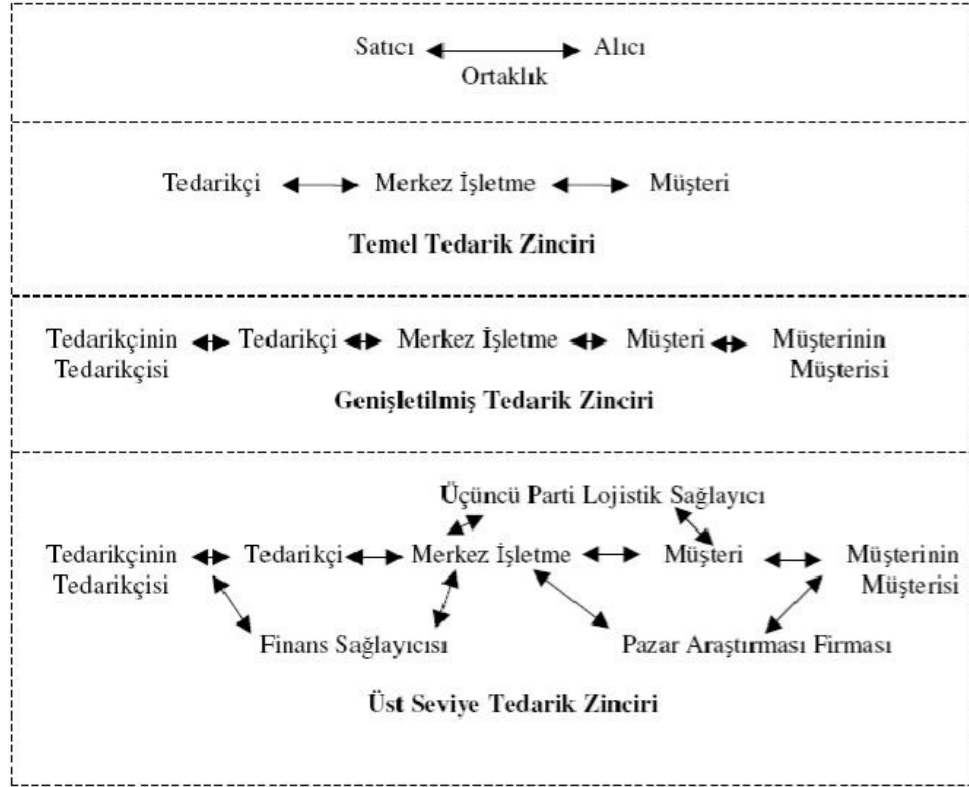 Satıcı Alıcı
Ortaklık
Tedarikçi Merkez İşletme Müşteri
Temel Tedarik Zinciri
Tedarikçinin Tedarikçi Merkez İşletme Müşteri Müşterinin
Tedarikçisi Müşterisi
Genişletilmiş Tedarik Zinciri
Üçüncü Parti Lojistik Sağlayıcı
Tedarikçinin Tedarikçi Merkez İşletme Müşteri Müşterinin
Tedarikçisi Müşterisi
Finans Sağlayıcısı Pazar Araştırması Firması
Üst Seviye Tedarik Zinciri